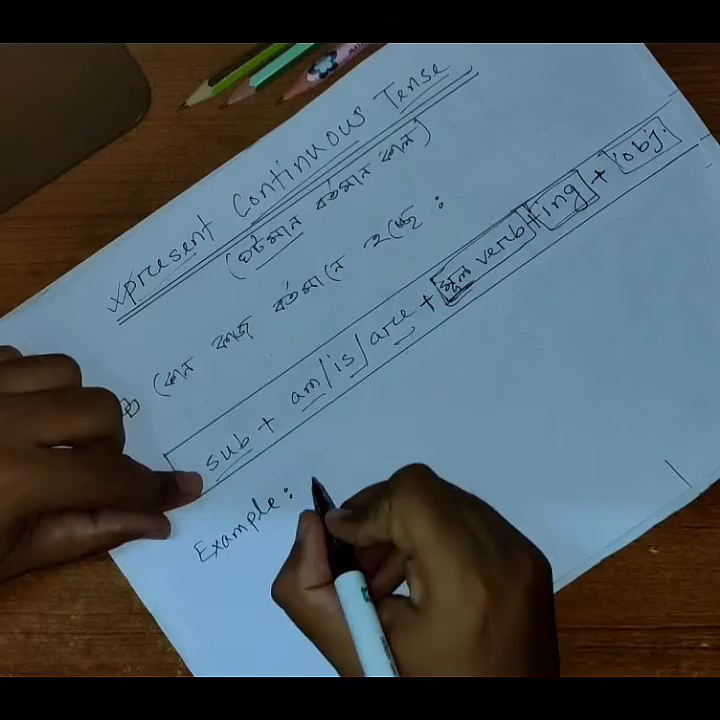 Present Continuous Tense
(ঘটমান বর্তমান কাল)
কোন কাজ বর্তমানে হচ্ছে :
sub + am/is/are + মূল verb + ing + obj.
Example: